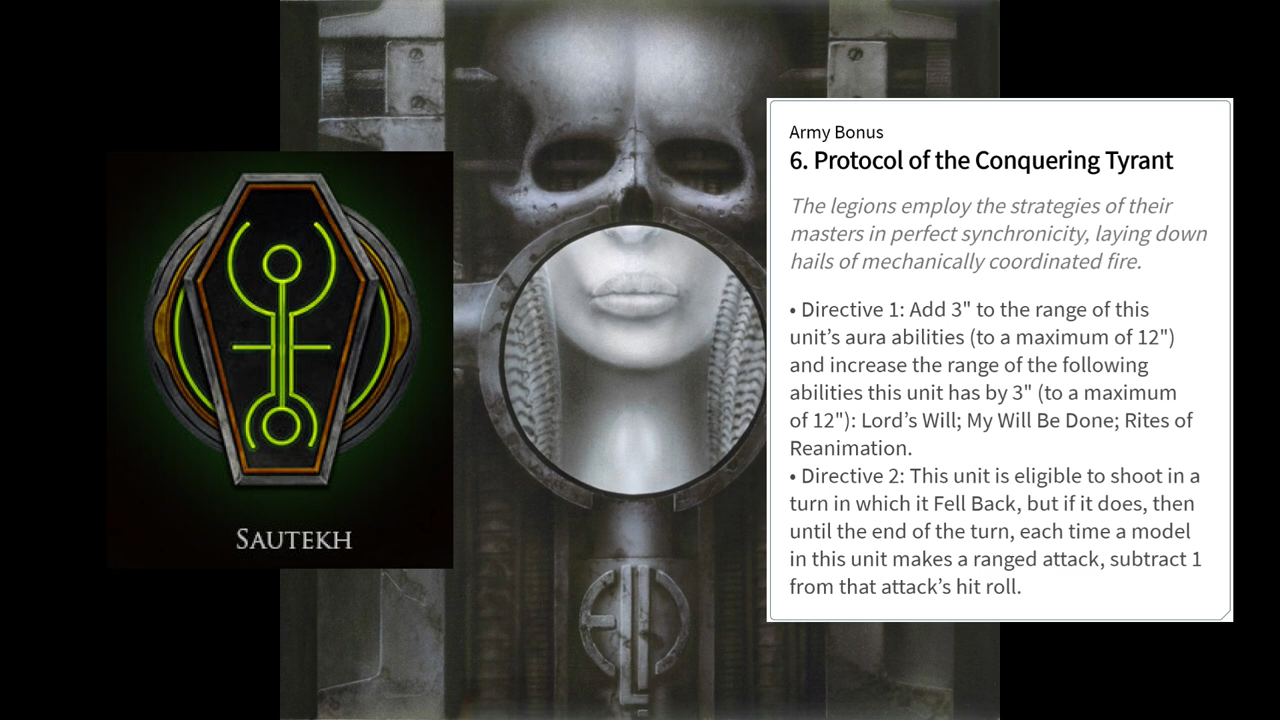 SAUTEKH
Army Bonus
6. Protocol of the Conquering Tyrant
The legions employ the strategies of their
masters in perfect synchronicity, laying down
hails of mechanically coordinated fire.
• Directive 1: Add 3" to the range of this
unit’s aura abilities (to a maximum of 12")
and increase the range of the following
abilities this unit has by 3" (to a maximum
of 12"): Lord’s Will; My Will Be Done; Rites of
Reanimation.
• Directive 2: This unit is eligible to shoot in a
turn in which it Fell Back, but if it does, then
until the end of the turn, each time a model
in this unit makes a ranged attack, subtract 1
from that attack’s hit roll.
ELP